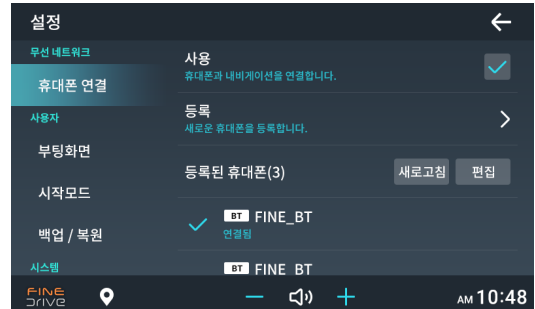 설정
무선 네트워크
휴대폰 연결
사용자
부팅화면
시작모드
백업 / 복원
시스템
사용
휴대폰과 내비게이션을 연결합니다.
등록
새로운 휴대폰을 등록합니다.
등록된 휴대폰(3)
새로고침
편집
BT FINE_BT
연결됨
BT FINE BT
FINE DRIVE
AM 10:48